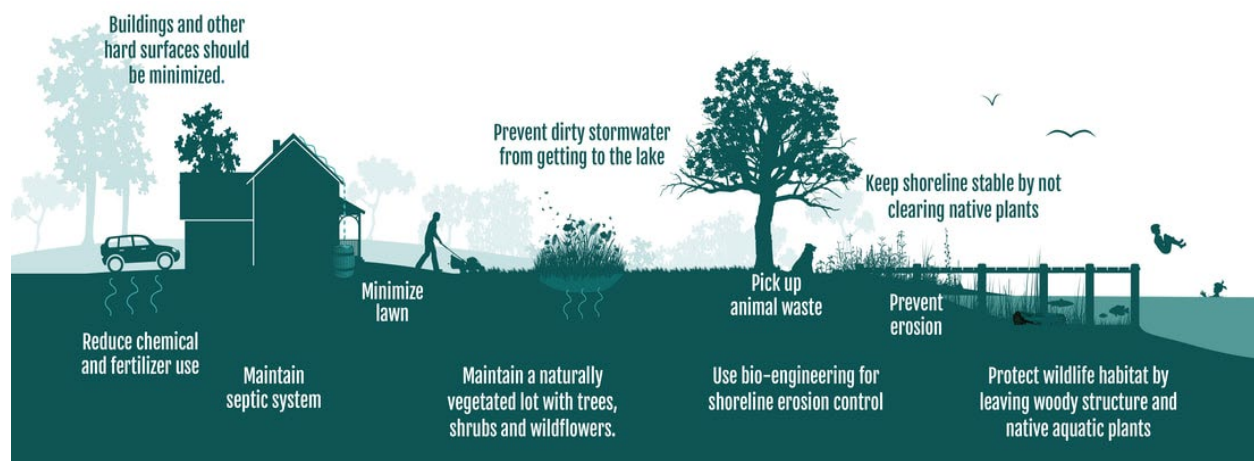 Buildings and other
hard surfaces should
be minimized.
Prevent dirty stormwater
from getting to the lake
Keep shoreline stable by not
clearing native plants
Minimize
lawn
Pick up
animal waste
Prevent
erosion
Reduce chemical
and fertilizer use
Maintain
septic system
Maintain a naturally
vegetated lot with trees,
shrubs and wildflowers.
Use bio-engineering for
shoreline erosion control
Protect wildlife habitat by
leaving woody structure and
native aquatic plants